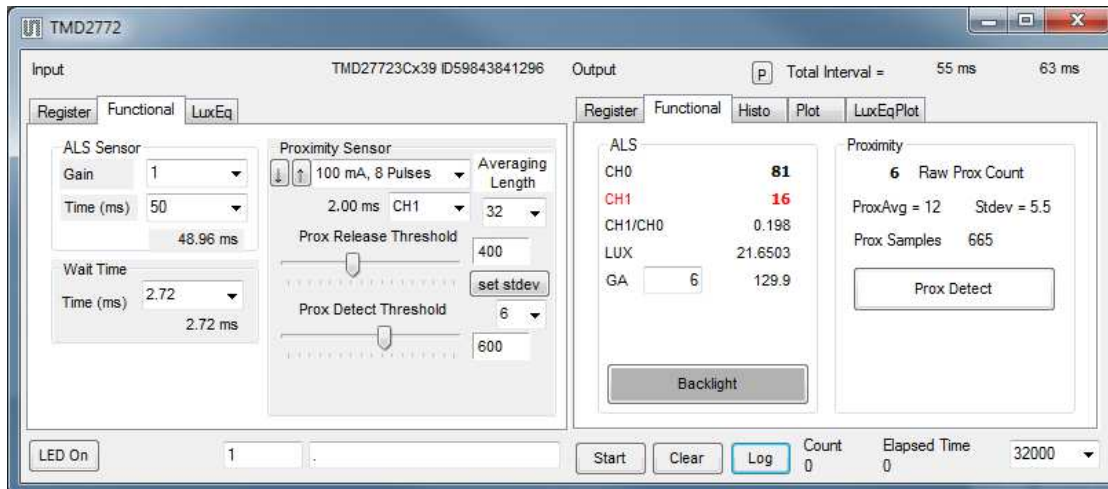 TMD2772
Input TMD27723Cx39 ID59843841296
Register Functional LuxEq
ALS Sensor
Gain 1
Time (ms) 50
48.96 ms
Wait Time
Time (ms) 2.72
2.72 ms
Proximity Sensor
↓ ↑ 100 mA, 8 Pulses
Averaging
Length
2.00 ms CH1 32
Prox Release Threshold
400
set stdev
Prox Detect Threshold 6
600
LED On 1 .
Output P Total Interval = 55 ms 63 ms
Register Functional Histo Plot LuxEqPlot
ALS
CH0 81
CH1 16
CH1/CH0 0.198
LUX 21.6503
GA 6 129.9
Backlight
Proximity
6 Raw Prox Count
ProxAvg = 12 Stdev = 5.5
Prox Samples 665
Prox Detect
Start Clear Log
Count
0
Elapsed Time
0
32000